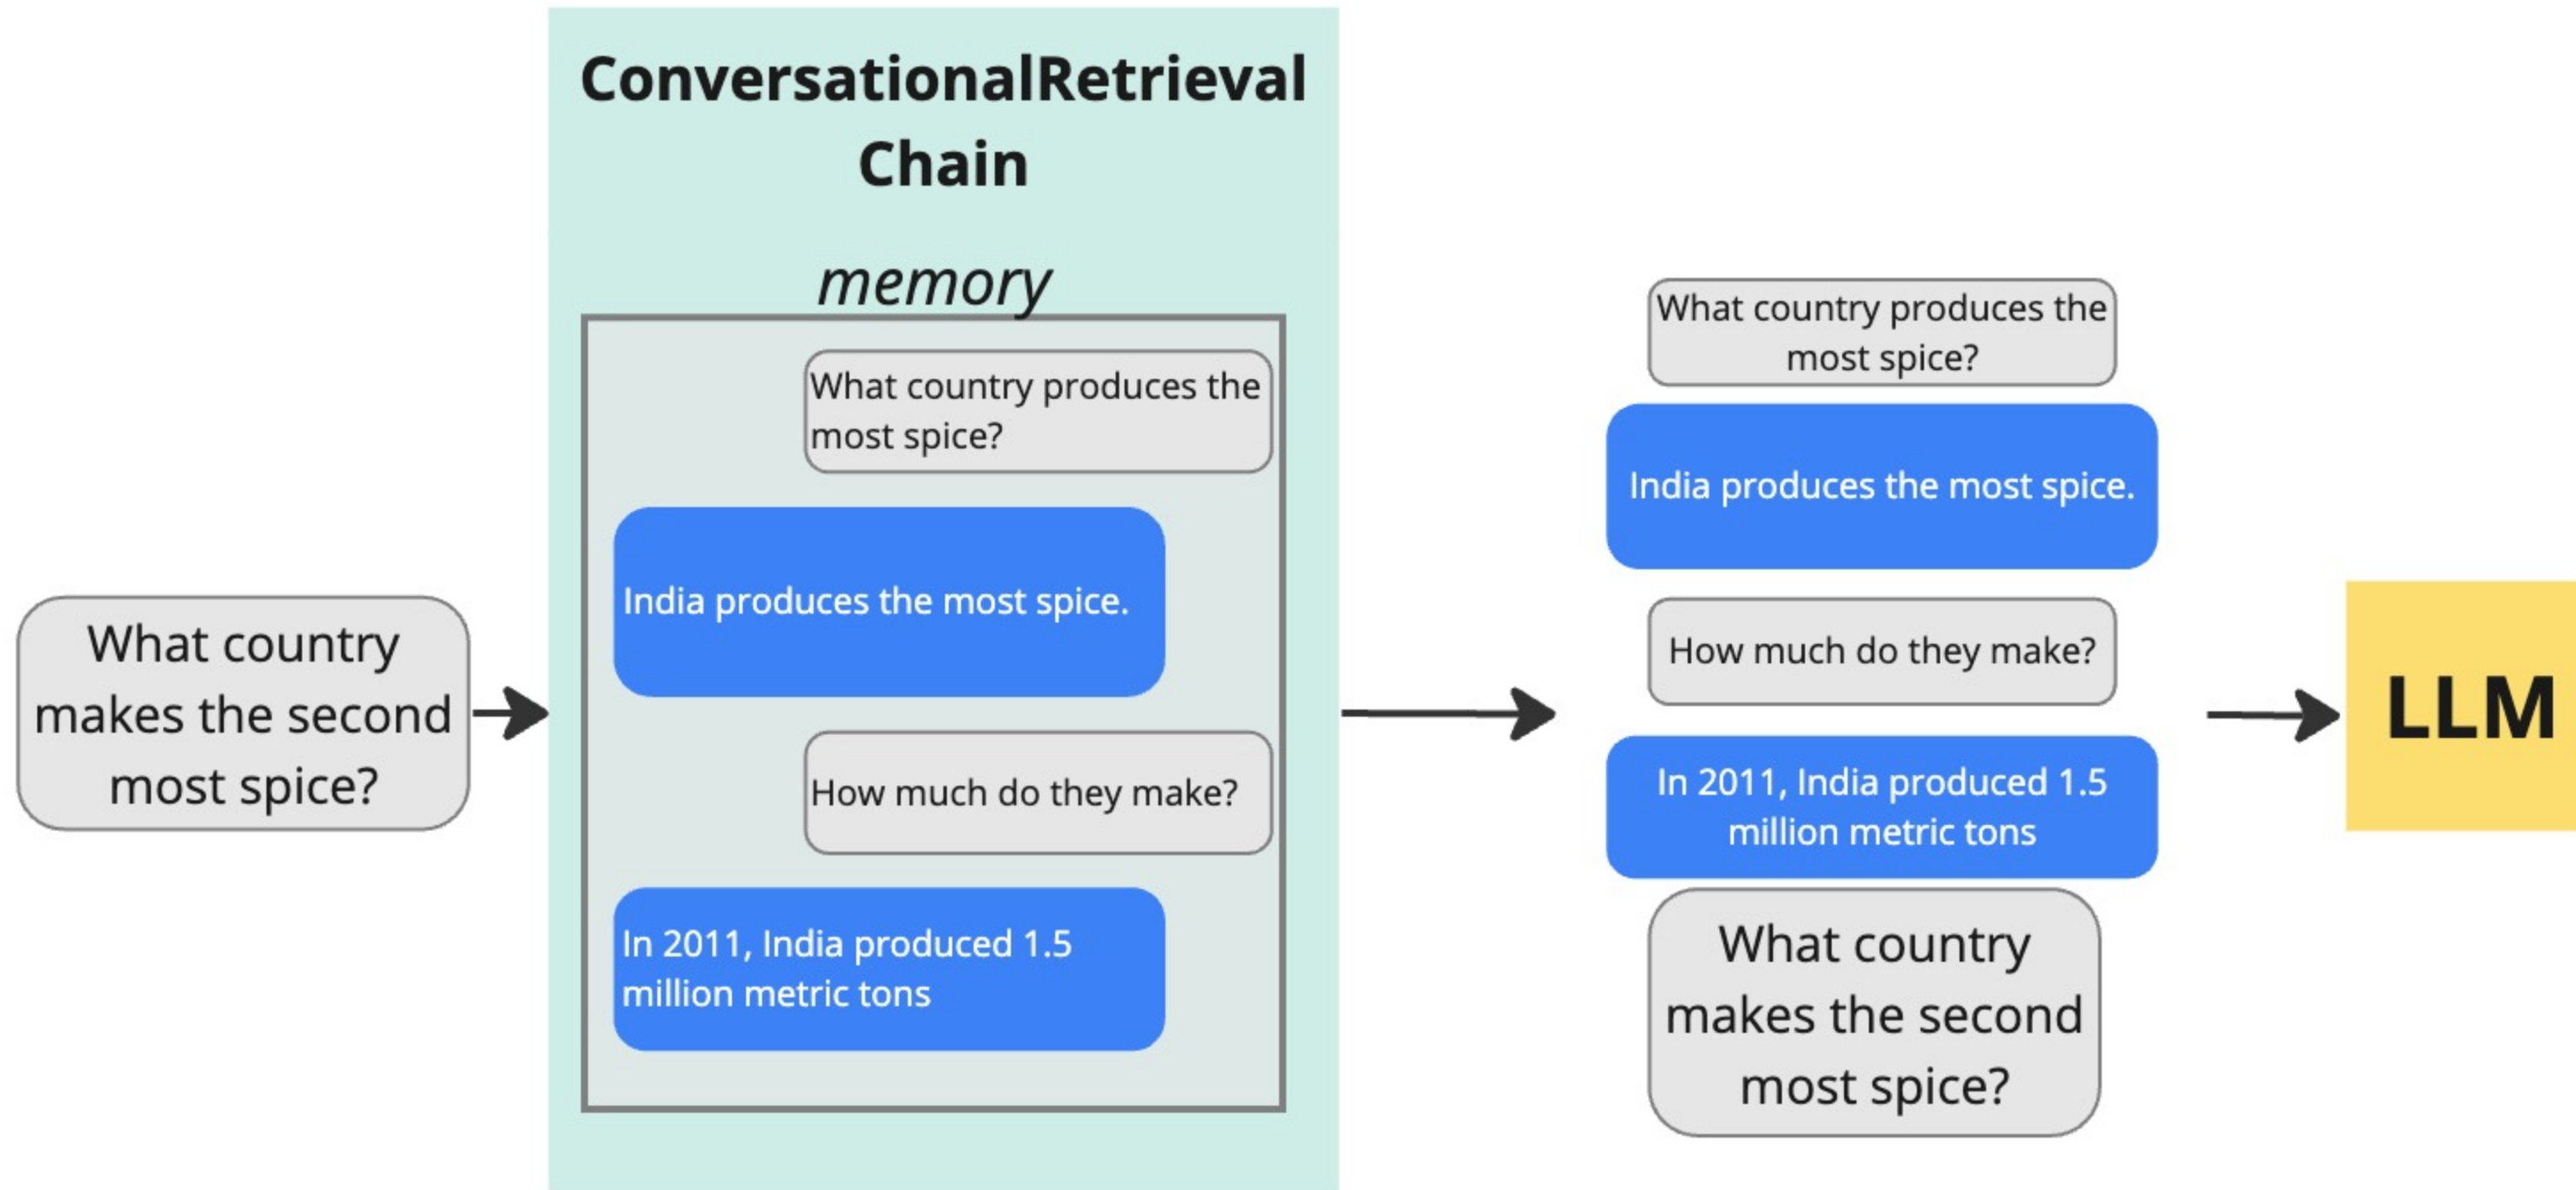 What country
makes the second
most spice?
ConversationalRetrieval
Chain
memory
What country produces the
most spice?
India produces the most spice.
How much do they make?
In 2011, India produced 1.5
million metric tons
What country produces the
most spice?
India produces the most spice.
How much do they make?
In 2011, India produced 1.5
million metric tons
What country
makes the second
most spice?
LLM